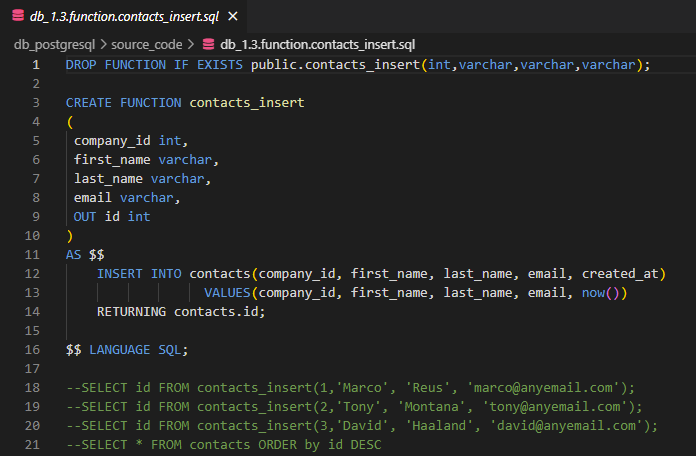 db_1.3.function.contacts_insert.sql
db_postgresql > source_code > db_1.3.function.contacts_insert.sql
1 DROP FUNCTION IF EXISTS public.contacts_insert(int,varchar,varchar,varchar);
2
3 CREATE FUNCTION contacts_insert
4 (
5 company_id int,
6 first_name varchar,
7 last_name varchar,
8 email varchar,
9 OUT id int
10 )
11 AS $$
12 INSERT INTO contacts(company_id, first_name, last_name, email, created_at)
13 VALUES(company_id, first_name, last_name, email, now())
14 RETURNING contacts.id;
15
16 $$ LANGUAGE SQL;
17
18 --SELECT id FROM contacts_insert(1,'Marco', 'Reus', 'marco@anyemail.com');
19 --SELECT id FROM contacts_insert(2,'Tony', 'Montana', 'tony@anyemail.com');
20 --SELECT id FROM contacts_insert(3,'David', 'Haaland', 'david@anyemail.com');
21 --SELECT * FROM contacts ORDER by id DESC